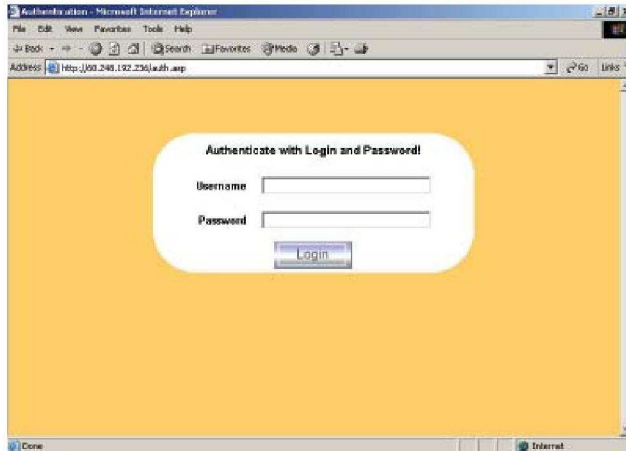 Authentication - Microsoft Internet Explorer
File Edit View Favorites Tools Help
Back Search Favorites Media
Address http://60.248.192.236/auth.asp Go Links
Authenticate with Login and Password!
Username
Password
Login
Done Internet